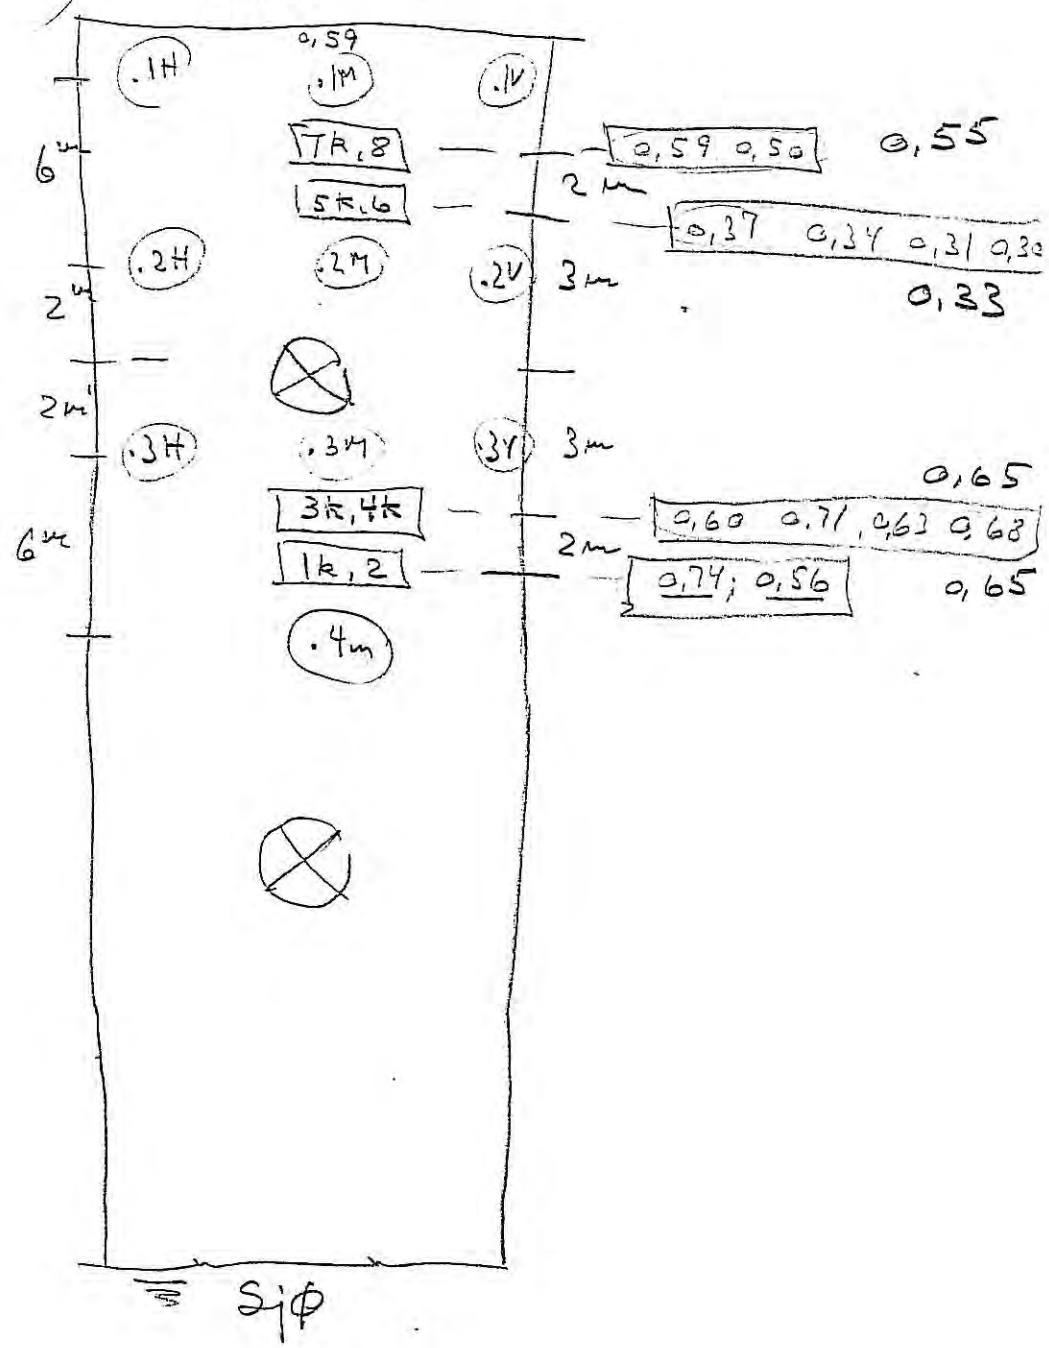 0,59
.1H .1M .1V
7k,8 0,59 0,50 0,55
6m 2m
5k,6 0,37 0,34 0,31 0,30
.2H .2M .2V 3m
0,33
2m
2m
.3H .3M .3V 3m
0,65
3k,4k 0,60 0,71, 0,63 0,68
6m 2m
1k,2 0,74; 0,56 0,65
.4m
Sjø